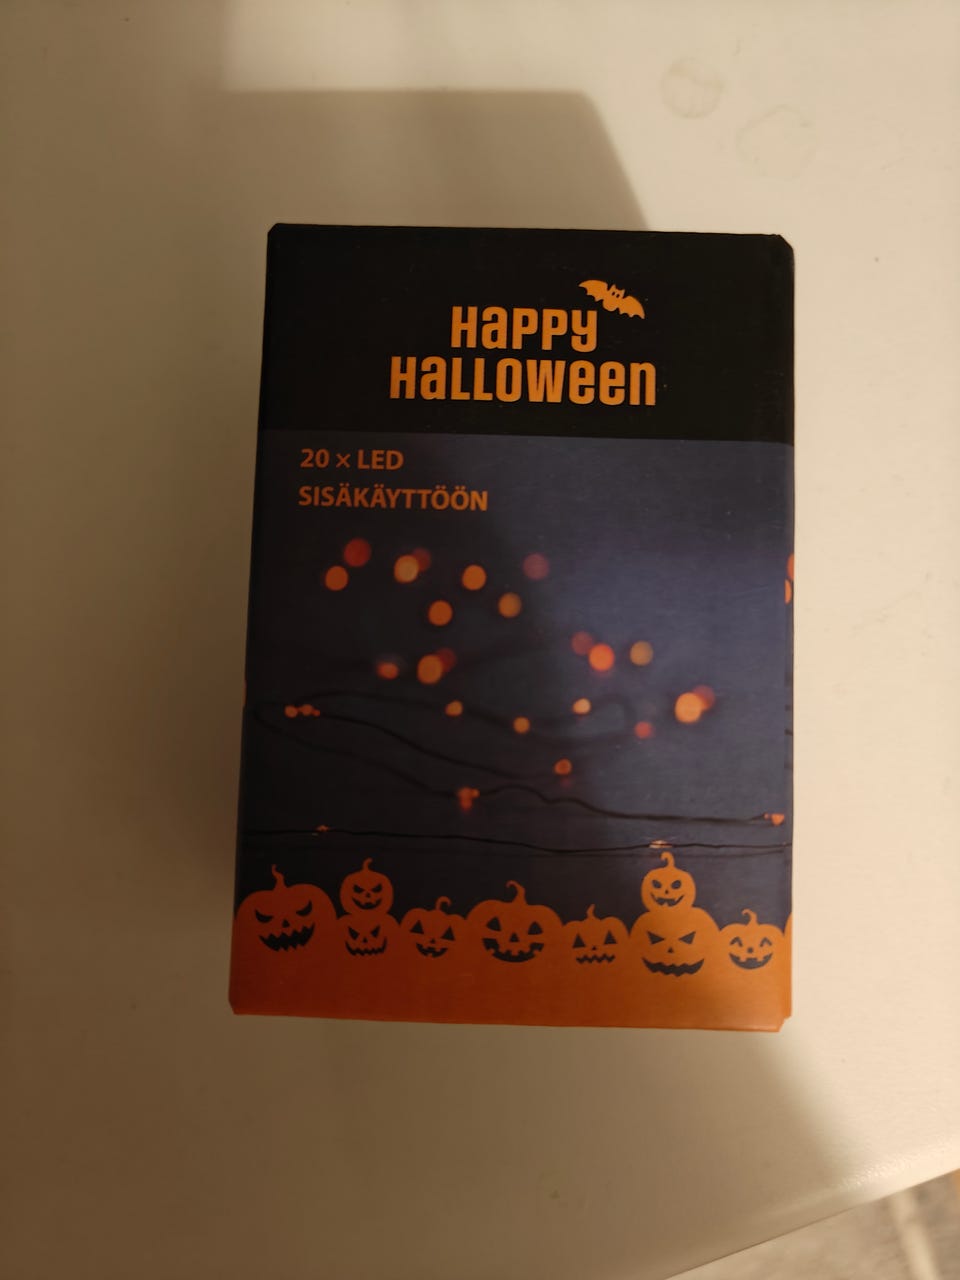 HAPPY
HALLOWEEN
20 × LED
SISÄKÄYTTÖÖN